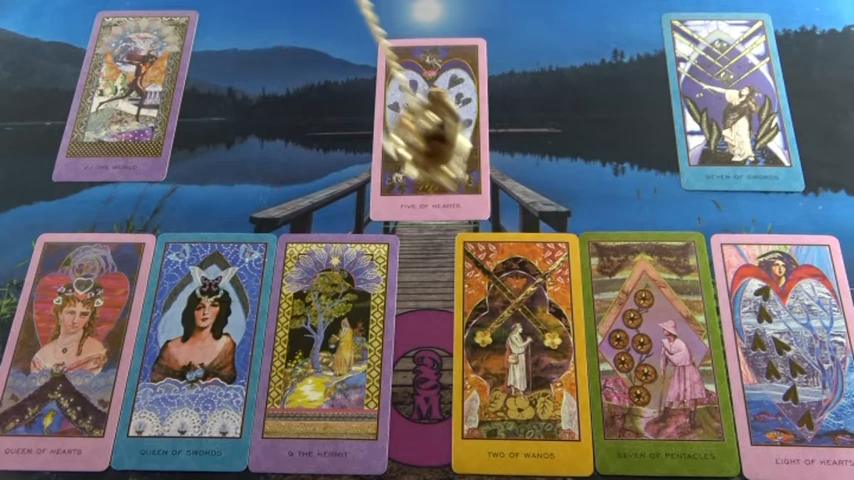 21 THE WORLD
FIVE OF HEARTS
SEVEN OF SWORDS
QUEEN OF HEARTS
QUEEN OF SWORDS
9 THE HERMIT
TWO OF WANDS
SEVEN OF PENTACLES
EIGHT OF HEARTS